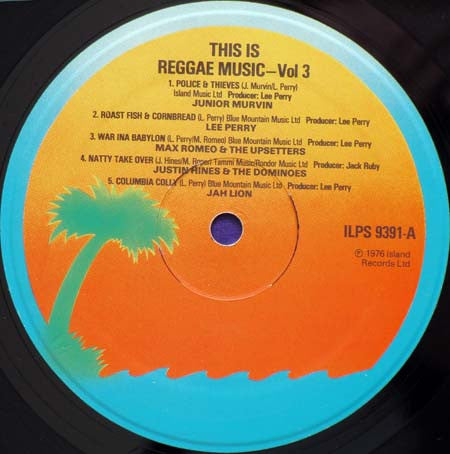 THIS IS
REGGAE MUSIC–Vol 3
1. POLICE & THIEVES (J. Murvin/L. Perry)
Island Music Ltd Producer: Lee Perry
JUNIOR MURVIN
2. ROAST FISH & CORNBREAD (L. Perry) Blue Mountain Music Ltd Producer: Lee Perry
LEE PERRY
3. WAR INA BABYLON (L. Perry/M. Romeo) Blue Mountain Music Ltd Producer: Lee Perry
MAX ROMEO & THE UPSETTERS
4. NATTY TAKE OVER (J. Hines/M. Roper) Tammi Music/Rondor Music Ltd Producer: Jack Ruby
JUSTIN HINES & THE DOMINOES
5. COLUMBIA COLLY (L. Perry) Blue Mountain Music Ltd Producer: Lee Perry
JAH LION
ILPS 9391-A
℗ 1976 Island
Records Ltd